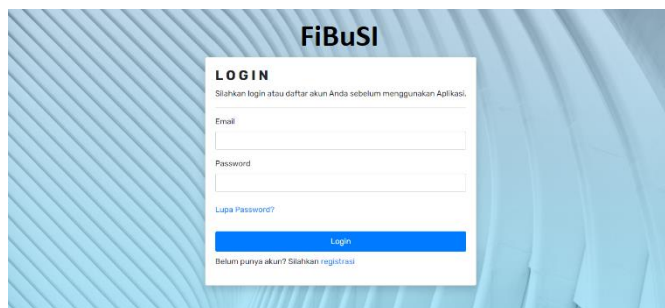 FiBuSI
LOGIN
Silahkan login atau daftar akun Anda sebelum menggunakan Aplikasi.
Email
Password
Lupa Password?
Login
Belum punya akun? Silahkan registrasi